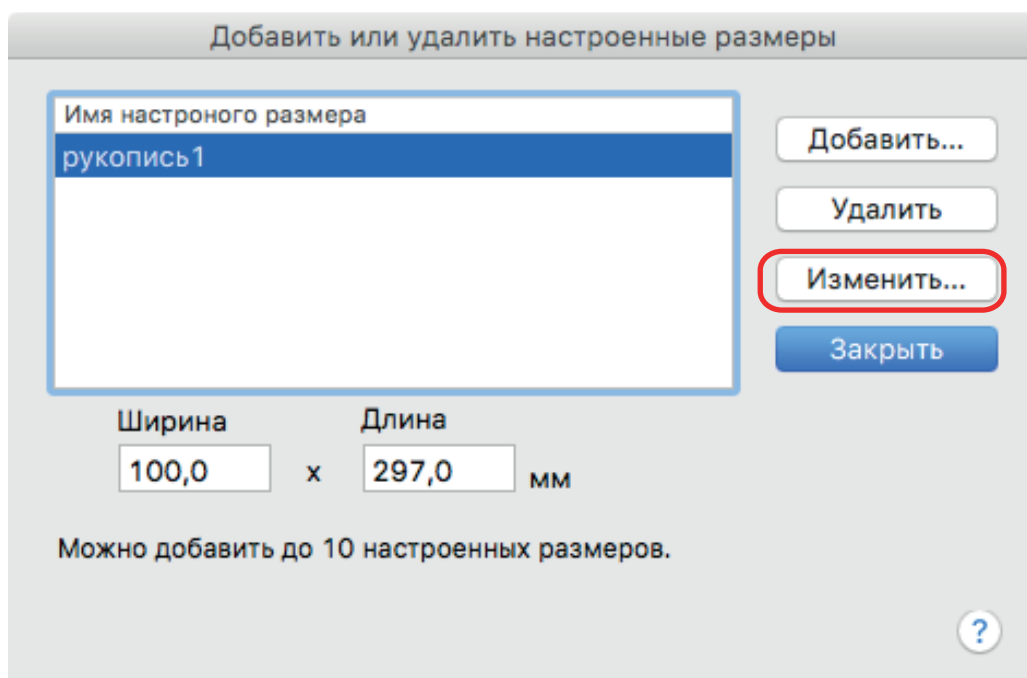 Добавить или удалить настроенные размеры
Имя настроного размера
рукопись1
Добавить...
Удалить
Изменить...
Закрыть
Ширина Длина
100,0 x 297,0 мм
Можно добавить до 10 настроенных размеров.
?